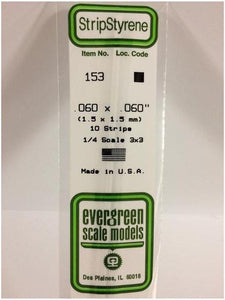 StripStyrene
Item No. Loc. Code
153
.060 x .060"
(1.5 x 1.5 mm)
10 Strips
1/4 Scale 3x3
Made in U.S.A.
evergreen
scale models
Des Plaines, IL 60018